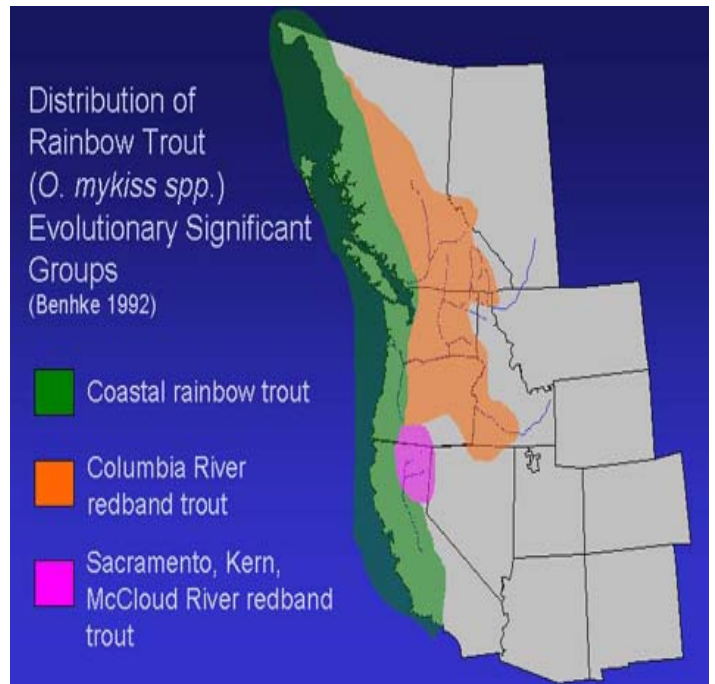 Distribution of
Rainbow Trout
(O. mykiss spp.)
Evolutionary Significant
Groups
(Benhke 1992)
Coastal rainbow trout
Columbia River
redband trout
Sacramento, Kern,
McCloud River redband
trout